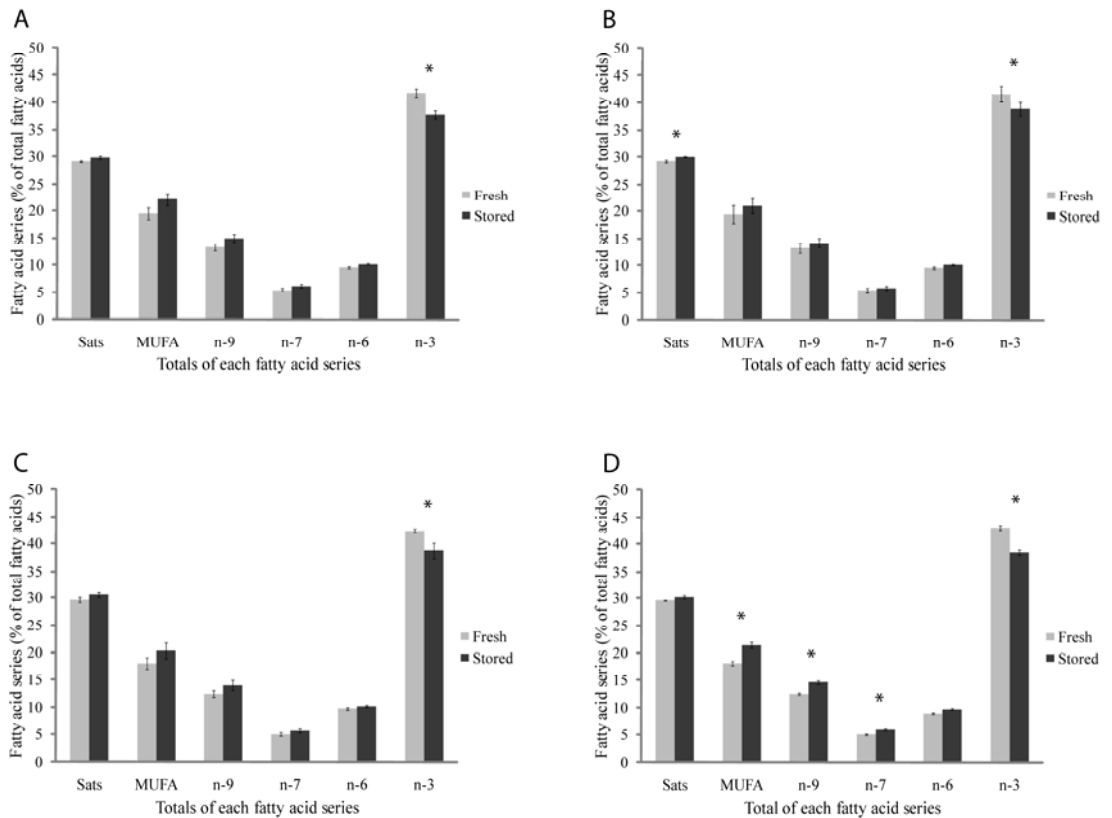 A
Fatty acid series (% of total fatty acids)
50
45
40
35
30
25
20
15
10
5
0
*
Fresh
Stored
Sats MUFA n-9 n-7 n-6 n-3
Totals of each fatty acid series
B
Fatty acid series (% of total fatty acids)
50
45
40
35
30
25
20
15
10
5
0
* *
Fresh
Stored
Sats MUFA n-9 n-7 n-6 n-3
Totals of each fatty acid series
C
Fatty acid series (% of total fatty acids)
50
45
40
35
30
25
20
15
10
5
0
*
Fresh
Stored
Sats MUFA n-9 n-7 n-6 n-3
Totals of each fatty acid series
D
Fatty acid series (% of total fatty acids)
50
45
40
35
30
25
20
15
10
5
0
* * * *
Fresh
Stored
Sats MUFA n-9 n-7 n-6 n-3
Total of each fatty acid series